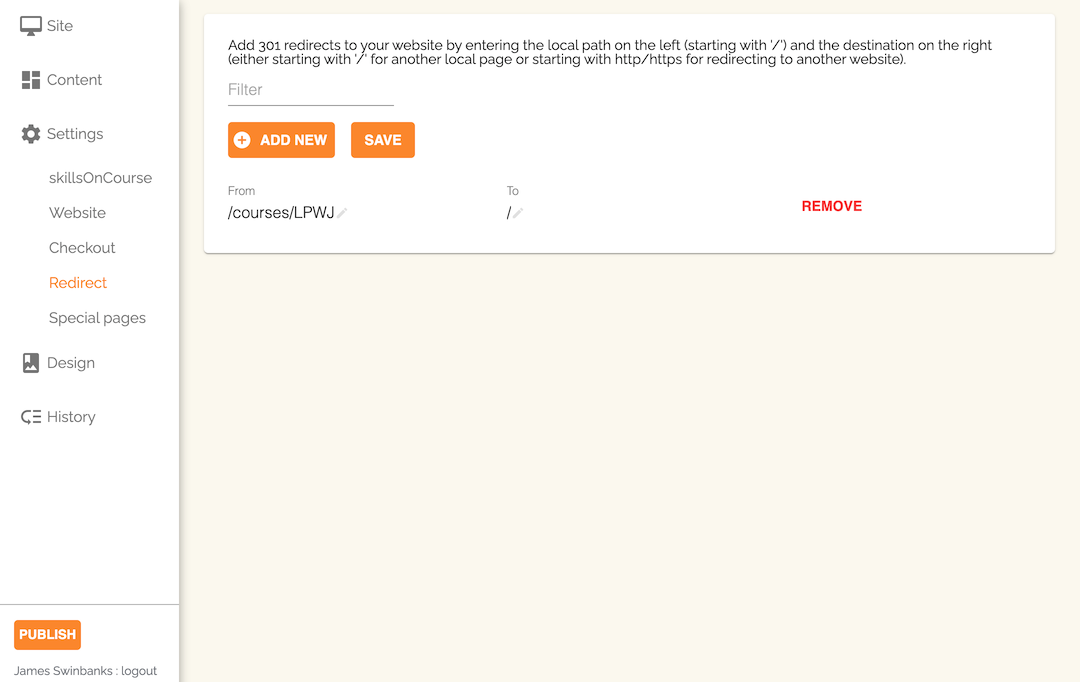 Site
Content
Settings
skillsOnCourse
Website
Checkout
Redirect
Special pages
Design
History
PUBLISH
James Swinbanks : logout
Add 301 redirects to your website by entering the local path on the left (starting with '/') and the destination on the right
(either starting with '/' for another local page or starting with http/https for redirecting to another website).
Filter
ADD NEW SAVE
From To
/courses/LPWJ / REMOVE